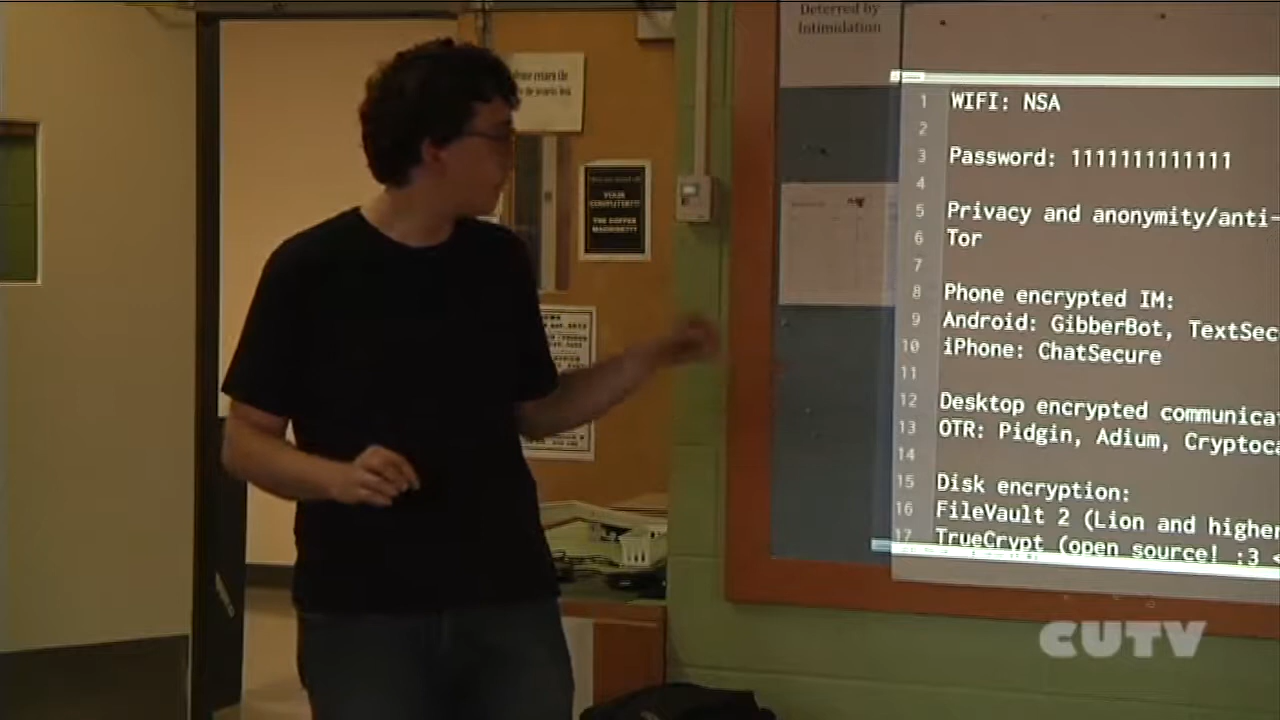 Deterred by
Intimidation
1 WIFI: NSA
2
3 Password: 1111111111111
4
5 Privacy and anonymity/anti-
6 Tor
7
8 Phone encrypted IM:
9 Android: GibberBot, TextSec
10 iPhone: ChatSecure
11
12 Desktop encrypted communicat
13 OTR: Pidgin, Adium, Cryptoca
14
15 Disk encryption:
16 FileVault 2 (Lion and higher
17 TrueCrypt (open source! :3 <
YOUR
COMPUTER!!!
CUTV